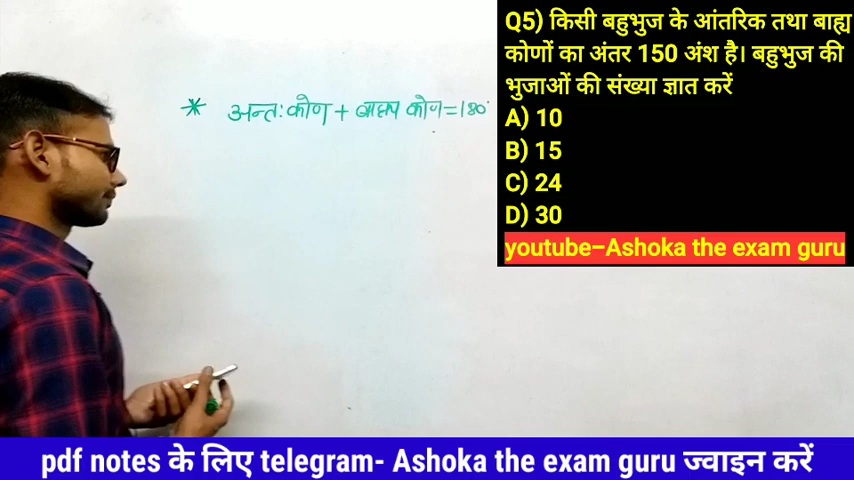 Q5) किसी बहुभुज के आंतरिक तथा बाह्य
कोणों का अंतर 150 अंश है। बहुभुज की
भुजाओं की संख्या ज्ञात करें
A) 10
B) 15
C) 24
D) 30
youtube–Ashoka the exam guru
* अन्त: कोण + बाह्य कोण = 180°
pdf notes के लिए telegram- Ashoka the exam guru ज्वाइन करें